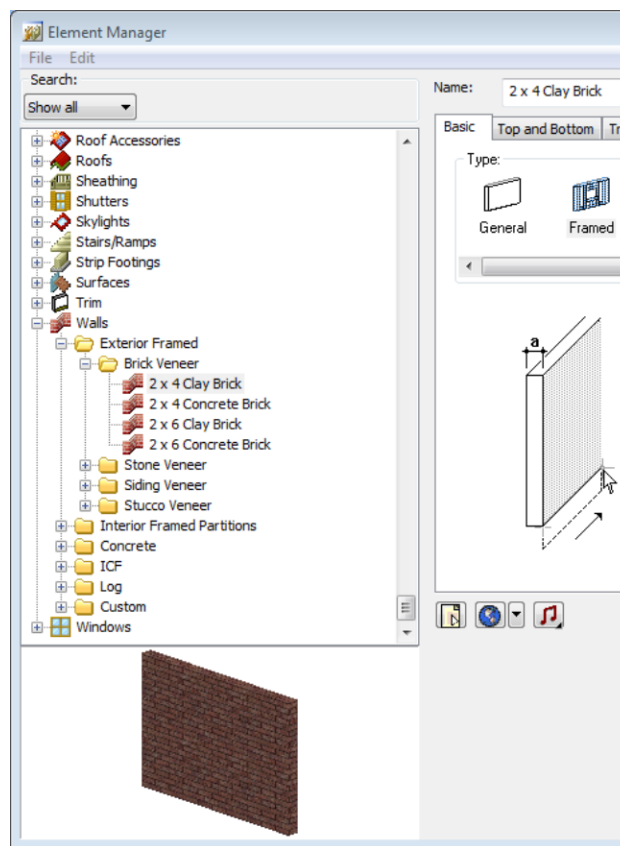 Element Manager
File Edit
Search:
Show all
Roof Accessories
Roofs
Sheathing
Shutters
Skylights
Stairs/Ramps
Strip Footings
Surfaces
Trim
Walls
Exterior Framed
Brick Veneer
2 x 4 Clay Brick
2 x 4 Concrete Brick
2 x 6 Clay Brick
2 x 6 Concrete Brick
Stone Veneer
Siding Veneer
Stucco Veneer
Interior Framed Partitions
Concrete
ICF
Log
Custom
Windows
Name: 2 x 4 Clay Brick
Basic Top and Bottom Tr
Type:
General Framed
a